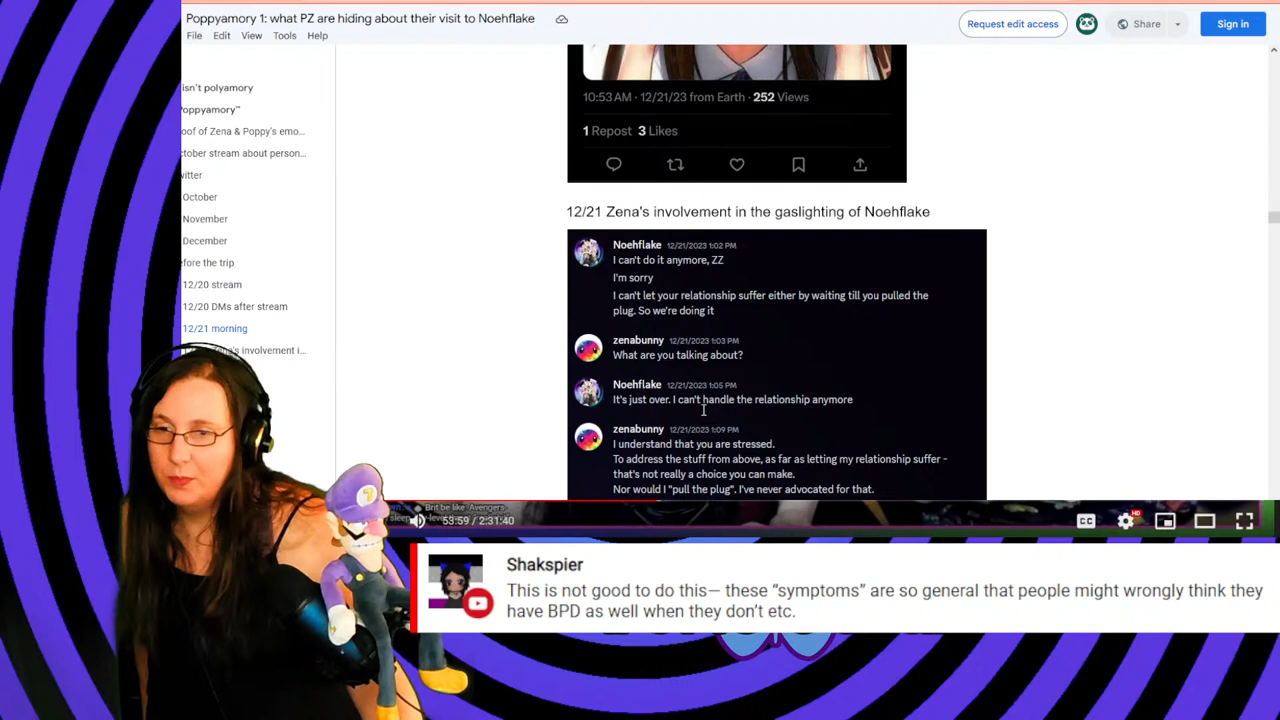 Poppyamory 1: what PZ are hiding about their visit to Noehflake
File Edit View Tools Help
Request edit access
Share
Sign in
isn't polyamory
oppyamory™
oof of Zena & Poppy's emo...
tober stream about person...
witter
October
November
December
efore the trip
12/20 stream
12/20 DMs after stream
12/21 morning
's involvement i...
10:53 AM · 12/21/23 from Earth · 252 Views
1 Repost 3 Likes
12/21 Zena's involvement in the gaslighting of Noehflake
Noehflake 12/21/2023 1:02 PM
I can't do it anymore, ZZ
I'm sorry
I can't let your relationship suffer either by waiting till you pulled the
plug. So we're doing it
zenabunny 12/21/2023 1:03 PM
What are you talking about?
Noehflake 12/21/2023 1:05 PM
It's just over. I can't handle the relationship anymore
zenabunny 12/21/2023 1:09 PM
I understand that you are stressed.
To address the stuff from above, as far as letting my relationship suffer -
that's not really a choice you can make.
Nor would I "pull the plug". I've never advocated for that.
Brit be like Avengers-
53:59 / 2:31:40
CC
HD
Shakspier
This is not good to do this— these “symptoms” are so general that people might wrongly think they
have BPD as well when they don’t etc.